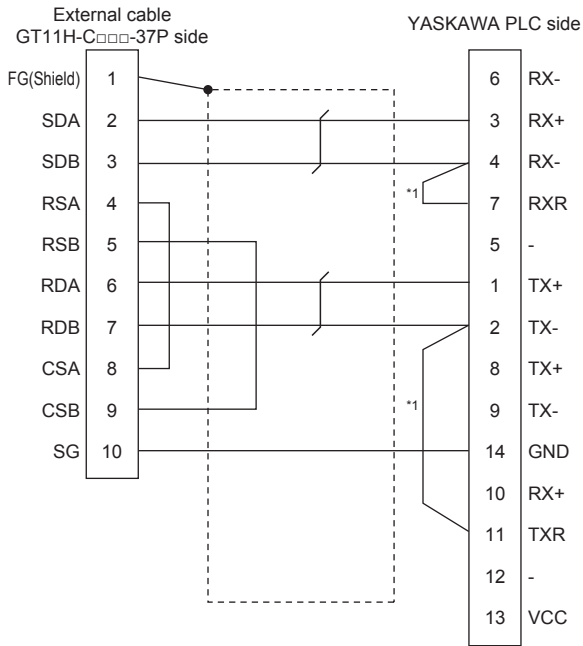 External cable
GT11H-C□□□-37P side
YASKAWA PLC side
FG(Shield) 1 6 RX-
SDA 2 3 RX+
SDB 3 4 RX-
RSA 4 *1 7 RXR
RSB 5 5 -
RDA 6 1 TX+
RDB 7 2 TX-
CSA 8 8 TX+
CSB 9 *1 9 TX-
SG 10 14 GND
10 RX+
11 TXR
12 -
13 VCC